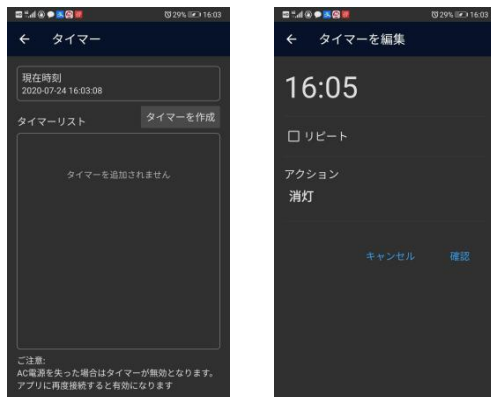 29% 16:03
← タイマー
現在時刻
2020-07-24 16:03:08
タイマーリスト
タイマーを作成
タイマーを追加されません
ご注意:
AC電源を失った場合はタイマーが無効となります。
アプリに再度接続すると有効になります
29% 16:03
← タイマーを編集
16:05
リピート
アクション
消灯
キャンセル
確認